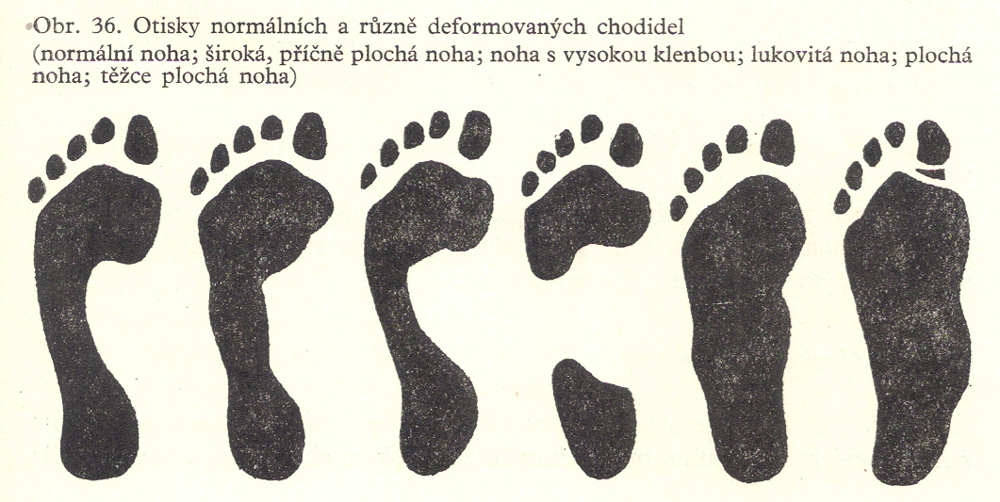 Obr. 36. Otisky normálních a různě deformovaných chodidel
(normální noha; široká, příčně plochá noha; noha s vysokou klenbou; lukovitá noha; plochá
noha; těžce plochá noha)